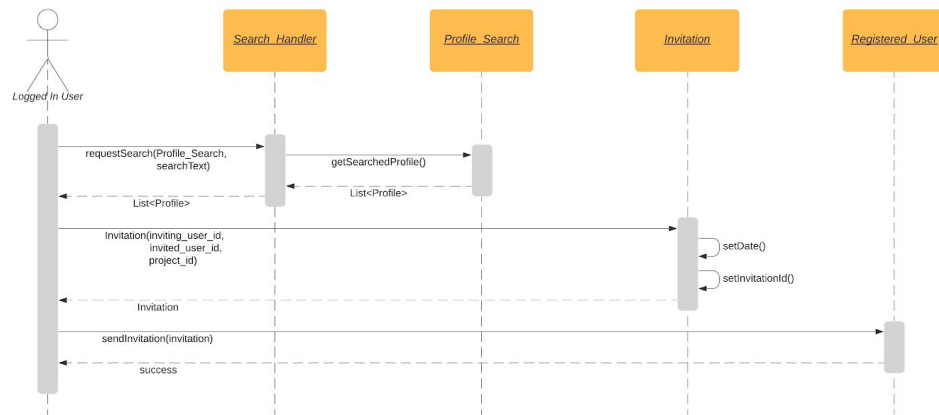 Search_Handler
Profile_Search
Invitation
Registered_User
Logged In User
requestSearch(Profile_Search,
searchText)
getSearchedProfile()
List<Profile>
List<Profile>
Invitation(inviting_user_id,
invited_user_id,
project_id)
setDate()
setInvitationId()
Invitation
sendInvitation(invitation)
success